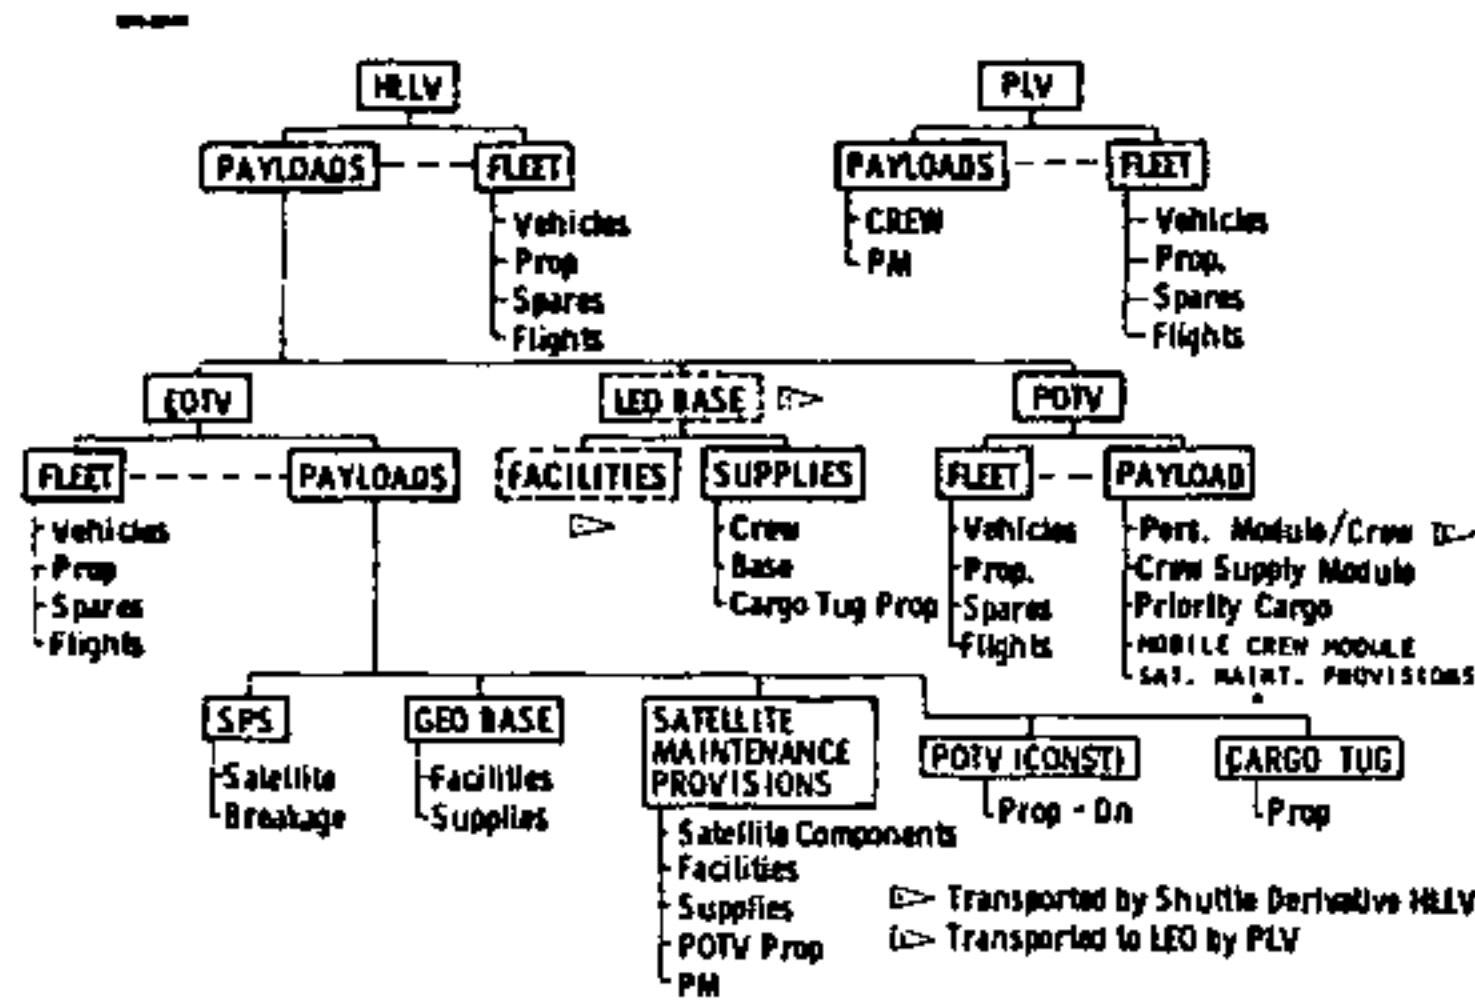 HLLV
PLV
PAYLOADS
FLEET
PAYLOADS
FLEET
Vehicles
Prop
Spares
Flights
CREW
PM
Vehicles
Prop.
Spares
Flights
EOTV
LEO BASE
POTV
FLEET
PAYLOADS
FACILITIES
SUPPLIES
FLEET
PAYLOAD
Vehicles
Prop
Spares
Flights
Crew
Base
Cargo Tug Prop
Vehicles
Prop.
Spares
Flights
Pers. Module/Crew
Crew Supply Module
Priority Cargo
MOBILE CREW MODULE
SAT. MAINT. PROVISIONS
SPS
GEO BASE
SATELLITE
MAINTENANCE
PROVISIONS
POTV (CONST)
CARGO TUG
Satellite
Breakage
Facilities
Supplies
Satellite Components
Facilities
Supplies
POTV Prop
PM
Prop - Dn
Prop
Transported by Shuttle Derivative HLLV
Transported to LEO by PLV